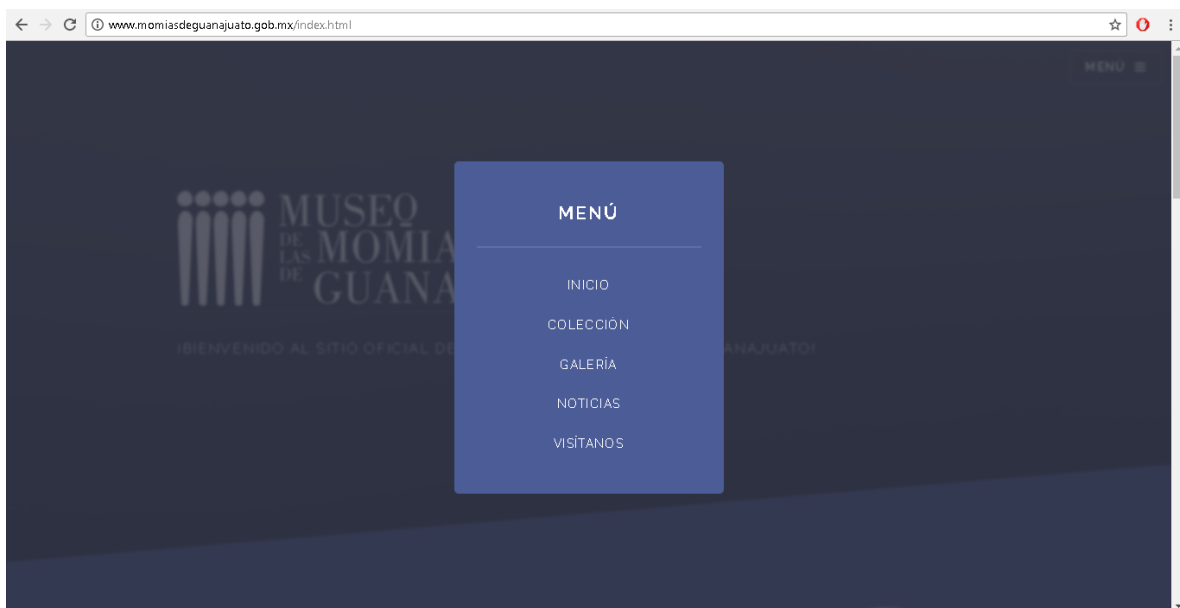 www.momiasdeguanajuato.gob.mx/index.html
MENÚ
MUSEO
DE LAS MOMIA
DE GUANA
¡BIENVENIDO AL SITIO OFICIAL DE
ANAJUATO!
MENÚ
INICIO
COLECCIÓN
GALERÍA
NOTICIAS
VISÍTANOS